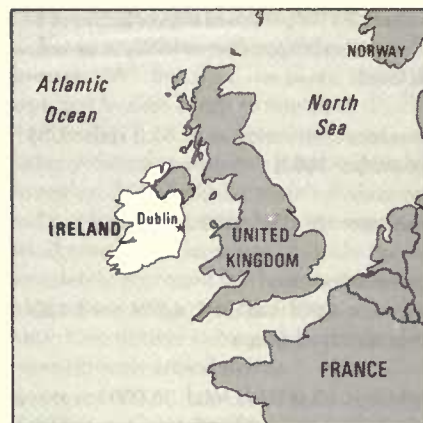 NORWAY
Atlantic
Ocean
North
Sea
IRELAND
Dublin
UNITED
KINGDOM
FRANCE